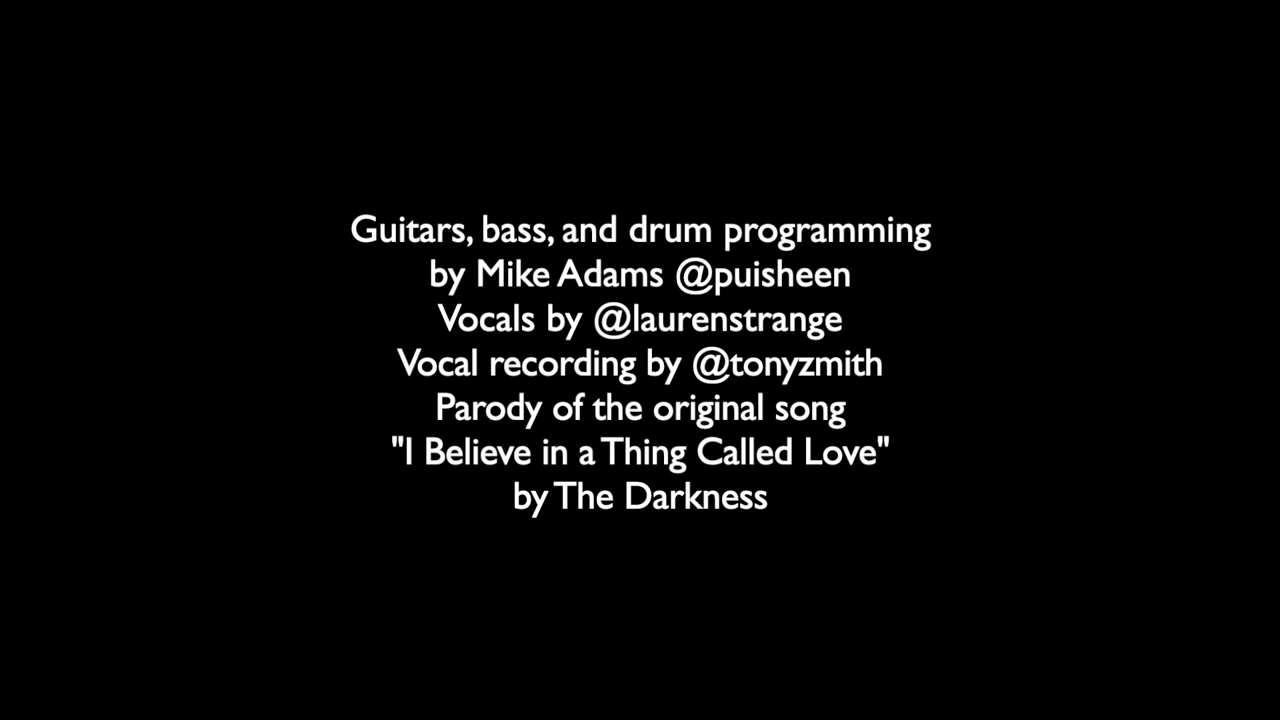 Guitars, bass, and drum programming
by Mike Adams @puisheen
Vocals by @laurenstrange
Vocal recording by @tonyzmith
Parody of the original song
"I Believe in a Thing Called Love"
by The Darkness